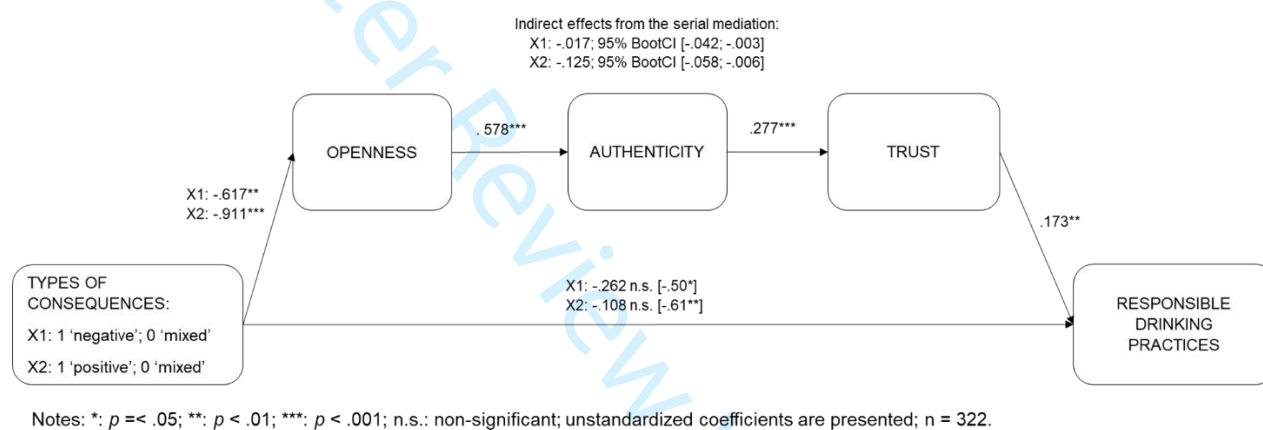 Indirect effects from the serial mediation:
X1: -.017; 95% BootCI [-.042; -.003]
X2: -.125; 95% BootCI [-.058; -.006]
OPENNESS
. 578***
AUTHENTICITY
.277***
TRUST
X1: -.617**
X2: -.911***
.173**
TYPES OF
CONSEQUENCES:
X1: 1 ‘negative’; 0 ‘mixed’
X2: 1 ‘positive’; 0 ‘mixed’
X1: -.262 n.s. [-.50*]
X2: -.108 n.s. [-.61**]
RESPONSIBLE
DRINKING
PRACTICES
Notes: *: p =< .05; **: p < .01; ***: p < .001; n.s.: non-significant; unstandardized coefficients are presented; n = 322.
er Review